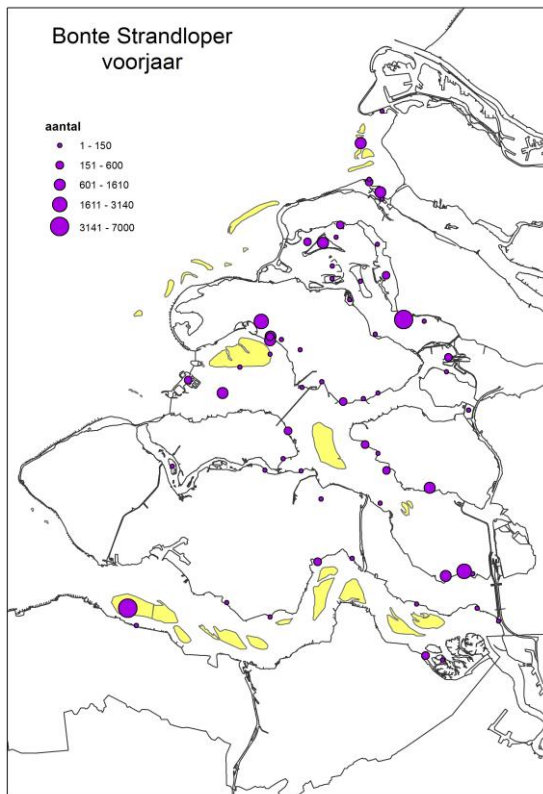 Bonte Strandloper
voorjaar
aantal
1 - 150
151 - 600
601 - 1610
1611 - 3140
3141 - 7000